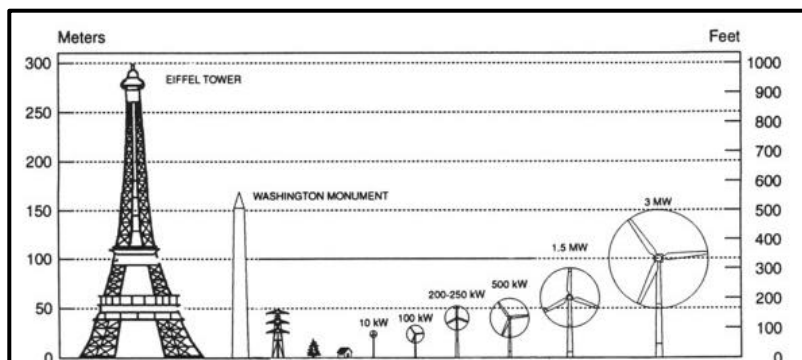 Meters Feet
300 1000
EIFFEL TOWER
900
250
800
700
200
600
WASHINGTON MONUMENT
3 MW
150 500
400
1.5 MW
100
300
500 kW
200-250 kW
50 200
100 kW
10 kW
100
0 0